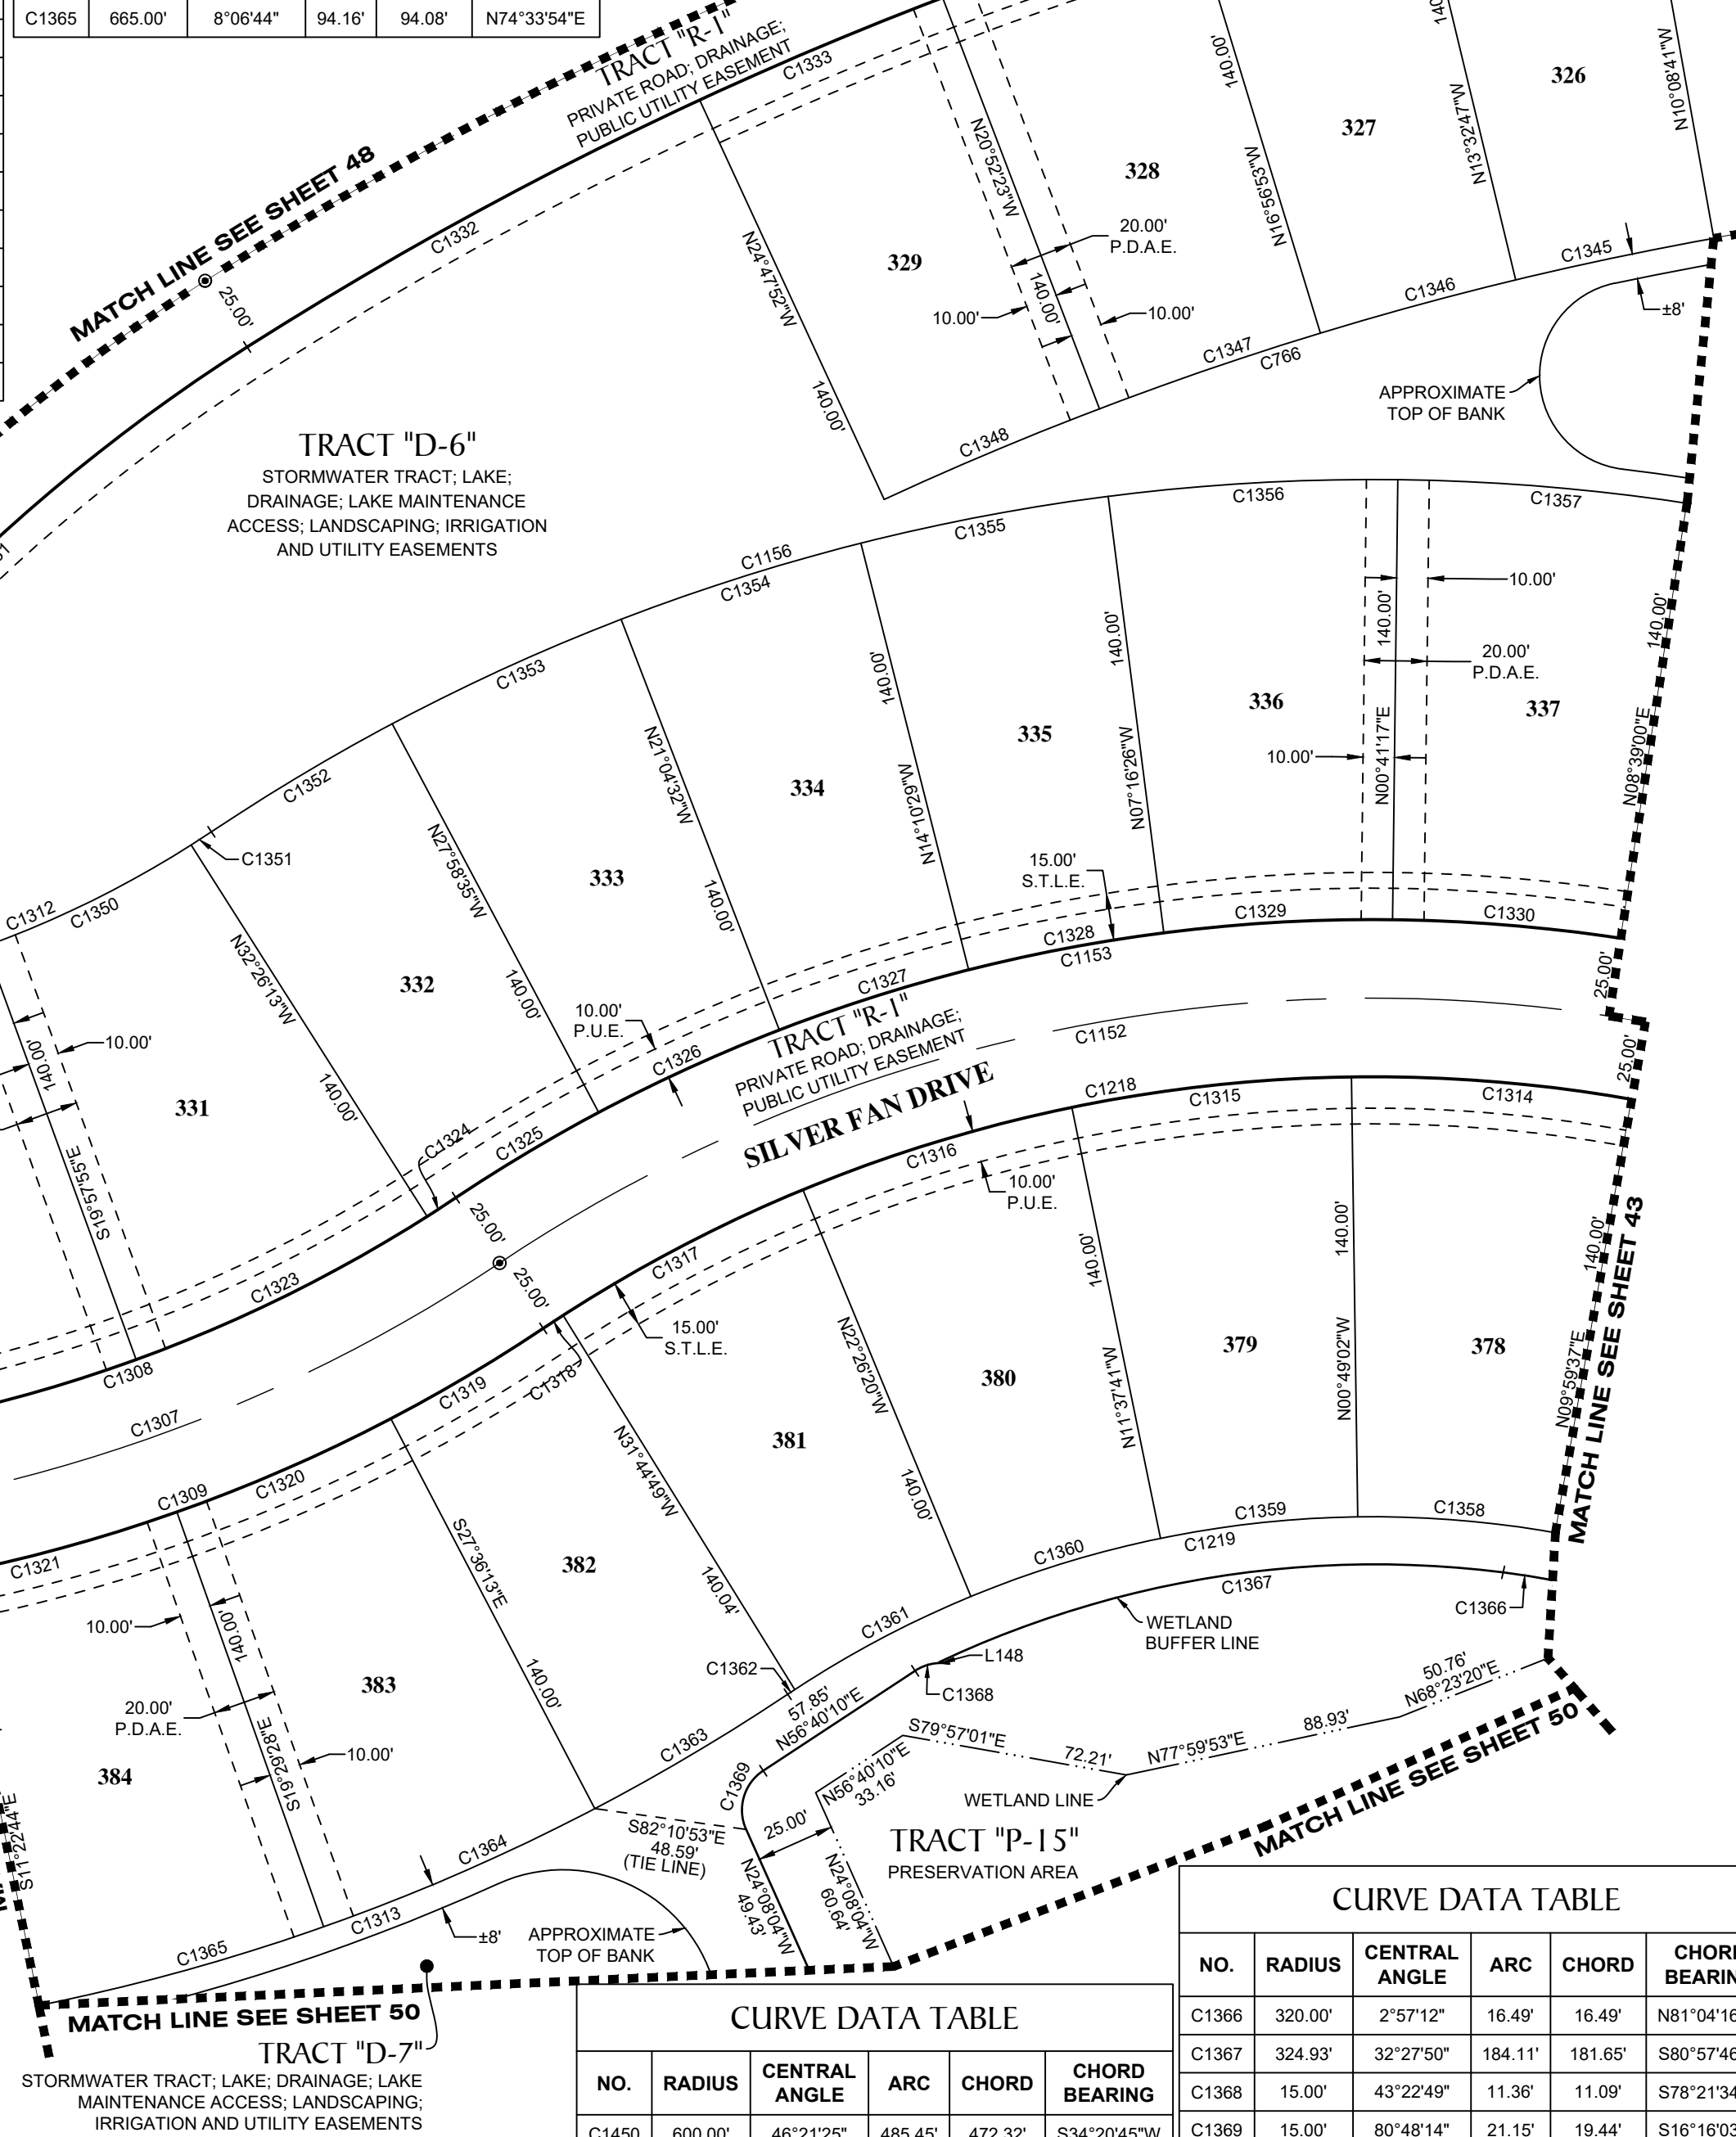 C1365 665.00' 8°06'44" 94.16' 94.08' N74°33'54"E
TRACT "R-1"
PRIVATE ROAD; DRAINAGE;
PUBLIC UTILITY EASEMENT
C1333
MATCH LINE SEE SHEET 48
C1332
25.00'
N24°47'52"W
140.00'
329
N20°52'23"W
140.00'
328
20.00'
P.D.A.E.
10.00'
10.00'
140.00'
N16°56'53"W
327
140
N13°32'47"W
326
N10°08'41"W
C1345
±8'
C1346
C1347
C766
C1348
APPROXIMATE
TOP OF BANK
TRACT "D-6"
STORMWATER TRACT; LAKE;
DRAINAGE; LAKE MAINTENANCE
ACCESS; LANDSCAPING; IRRIGATION
AND UTILITY EASEMENTS
C1156
C1354
C1355
C1356
C1357
C1353
C1352
C1351
C1350
C1312
10.00'
140.00'
S19°57'55"E
331
N32°26'13"W
140.00'
332
N27°58'35"W
140.00'
333
N21°04'32"W
140.00'
334
140.00'
N14°10'29"W
335
140.00'
N07°16'26"W
336
10.00'
140.00'
N00°41'17"E
10.00'
20.00'
P.D.A.E.
337
140.00'
N08°39'00"E
15.00'
S.T.L.E.
10.00'
P.U.E.
C1324
C1325
C1326
C1327
C1328
C1153
C1329
C1330
25.00'
25.00'
TRACT "R-1"
PRIVATE ROAD; DRAINAGE;
PUBLIC UTILITY EASEMENT
SILVER FAN DRIVE
C1152
C1218
C1315
C1314
C1316
10.00'
P.U.E.
C1317
25.00'
25.00'
15.00'
S.T.L.E.
C1323
C1308
C1307
C1319
C1318
C1320
C1309
C1321
378
140.00'
N09°59'37"E
MATCH LINE SEE SHEET 43
379
140.00'
N00°49'02"W
380
140.00'
N11°37'41"W
381
N22°26'20"W
140.00'
382
N31°44'49"W
140.04'
S27°36'13"E
140.00'
383
10.00'
140.00'
20.00'
P.D.A.E.
S19°29'28"E
10.00'
384
S11°22'44"E
C1358
C1359
C1219
C1360
C1361
C1362
C1363
C1364
C1313
C1365
C1367
C1366
WETLAND
BUFFER LINE
L148
C1368
57.85'
N56°40'10"E
C1369
S79°57'01"E
72.21'
N77°59'53"E
88.93'
50.76'
N68°23'20"E
N56°40'10"E
33.16'
WETLAND LINE
25.00'
S82°10'53"E
48.59'
(TIE LINE)
N24°08'04"W
49.43'
N24°08'04"W
60.64'
TRACT "P-15"
PRESERVATION AREA
MATCH LINE SEE SHEET 50
±8'
APPROXIMATE
TOP OF BANK
MATCH LINE SEE SHEET 50
TRACT "D-7"
STORMWATER TRACT; LAKE; DRAINAGE; LAKE
MAINTENANCE ACCESS; LANDSCAPING;
IRRIGATION AND UTILITY EASEMENTS
CURVE DATA TABLE
NO. RADIUS CENTRAL ANGLE ARC CHORD CHORD BEARING
C1450 600.00' 46°21'25" 485.45' 472.32' S34°20'45"W
CURVE DATA TABLE
NO. RADIUS CENTRAL ANGLE ARC CHORD
C1366 320.00' 2°57'12" 16.49' 16.49' N81°04'16
C1367 324.93' 32°27'50" 184.11' 181.65' S80°57'46
C1368 15.00' 43°22'49" 11.36' 11.09' S78°21'34
C1369 15.00' 80°48'14" 21.15' 19.44' S16°16'03